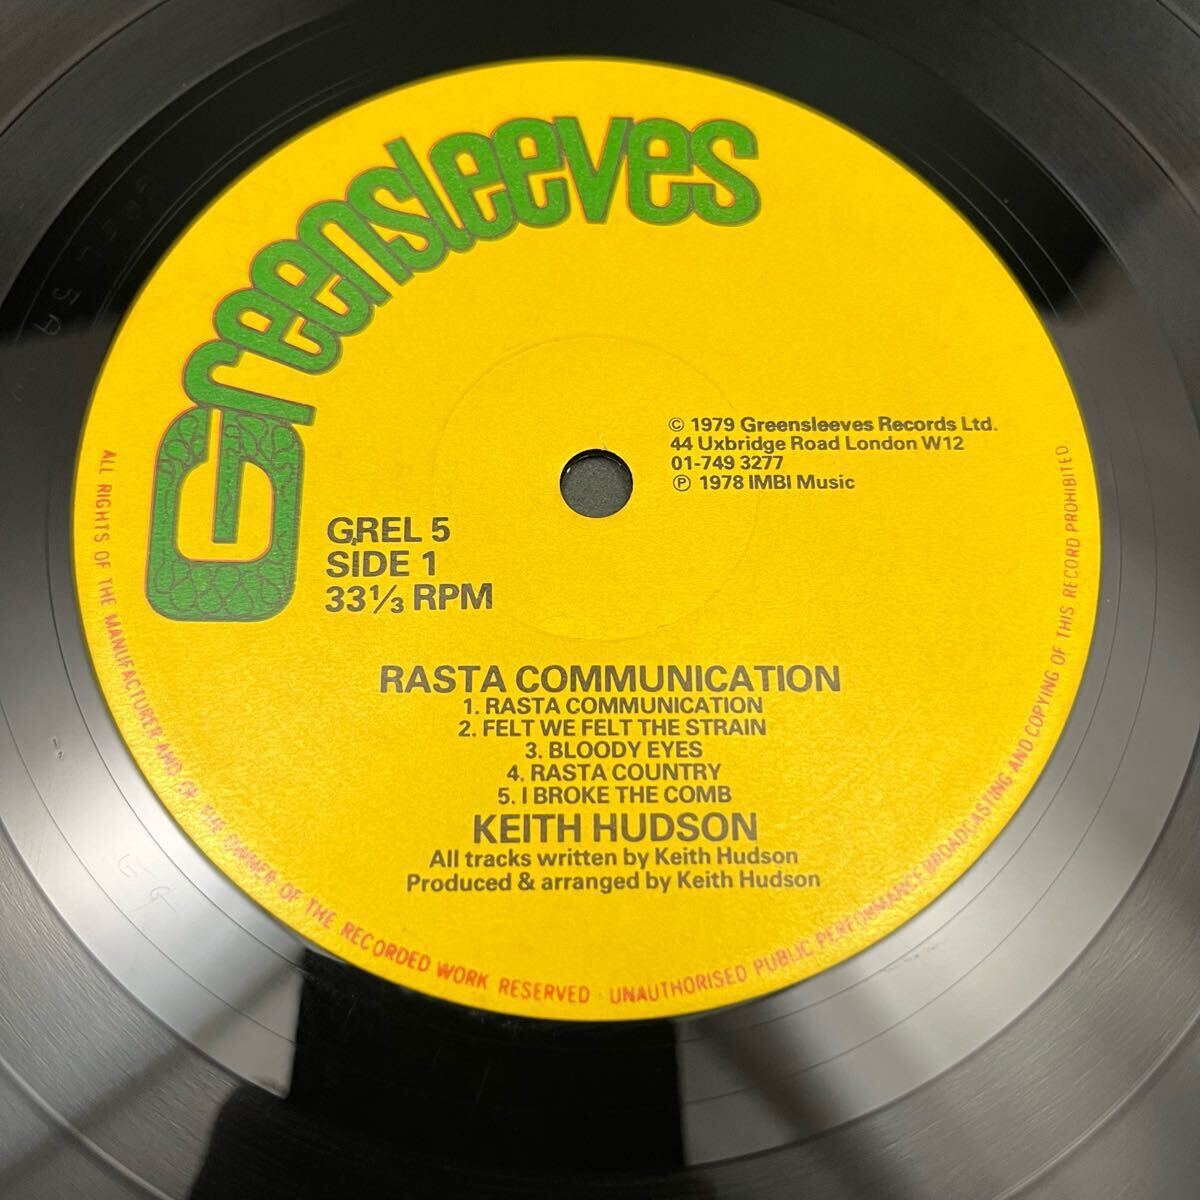 Greensleeves
© 1979 Greensleeves Records Ltd.
44 Uxbridge Road London W12
01-749 3277
℗ 1978 IMBI Music
GREL 5
SIDE 1
33⅓ RPM
RASTA COMMUNICATION
1. RASTA COMMUNICATION
2. FELT WE FELT THE STRAIN
3. BLOODY EYES
4. RASTA COUNTRY
5. I BROKE THE COMB
KEITH HUDSON
All tracks written by Keith Hudson
Produced & arranged by Keith Hudson
ALL RIGHTS OF THE MANUFACTURER AND OF THE OWNER OF THE RECORDED WORK RESERVED · UNAUTHORISED PUBLIC PERFORMANCE BROADCASTING AND COPYING OF THIS RECORD PROHIBITED.